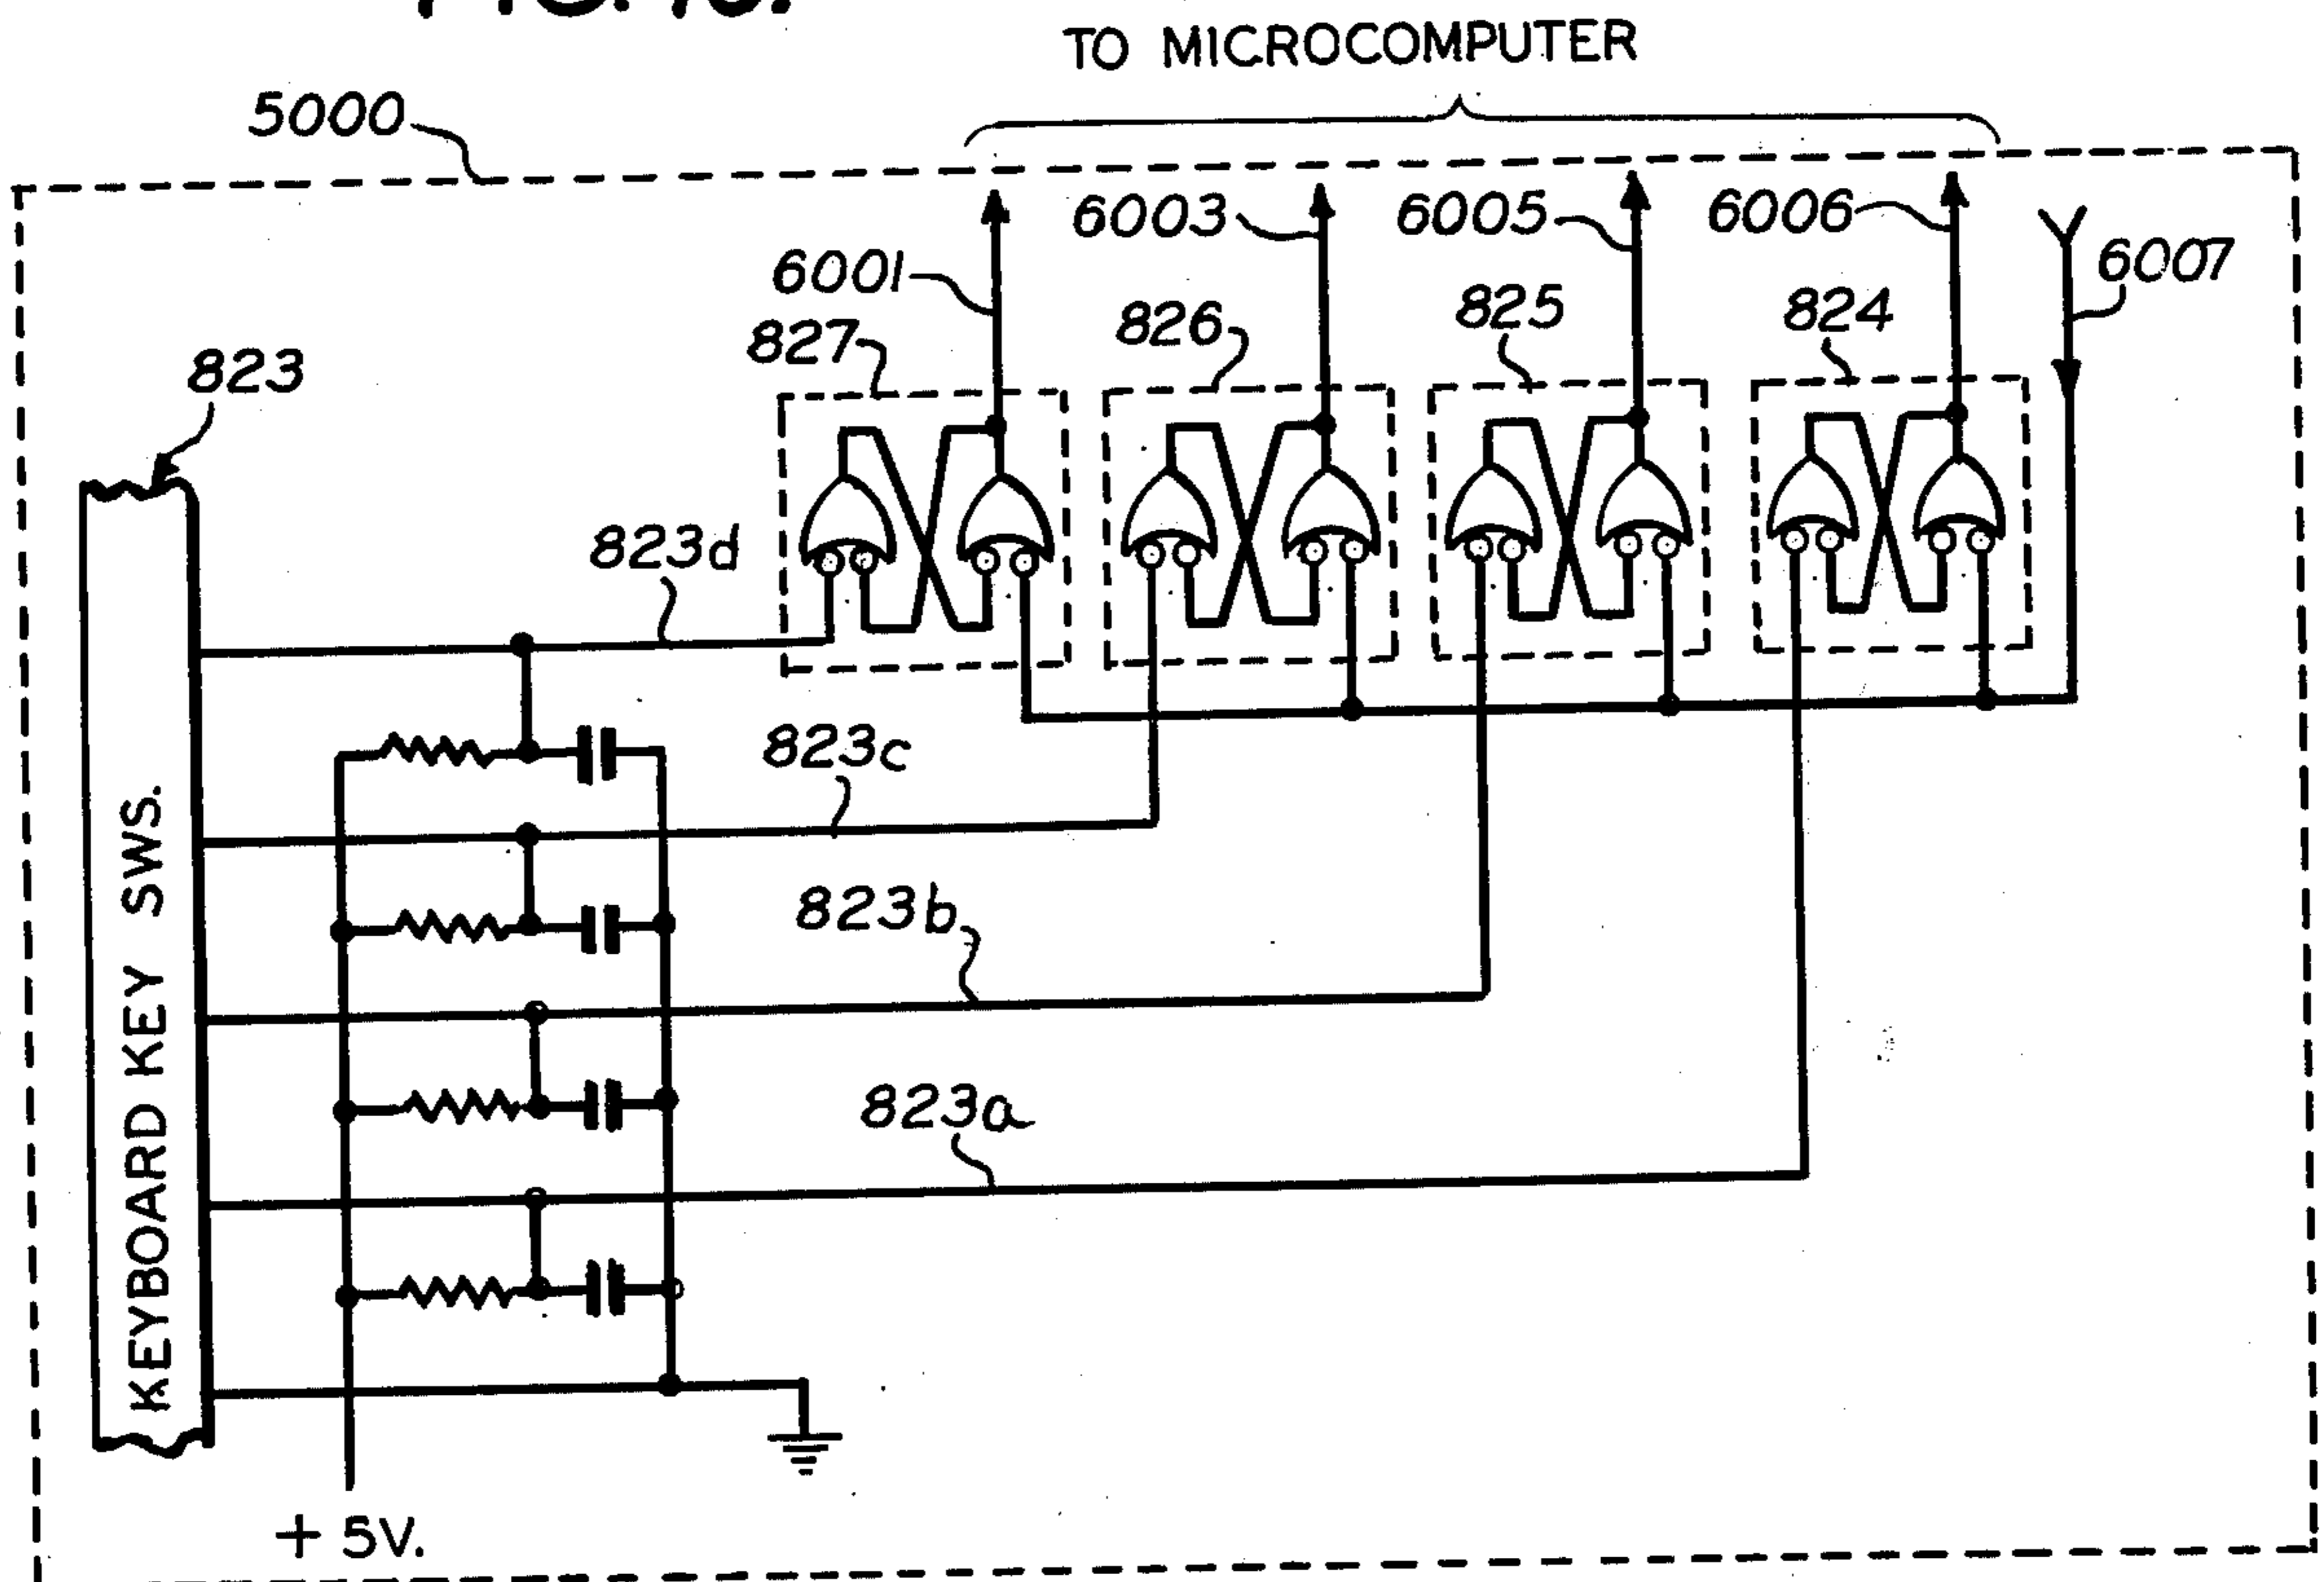 TO MICROCOMPUTER
5000
6003
6005
6006
6007
6001
827
826
825
824
823
823d
823c
823b
823a
KEYBOARD KEY SWS.
+ 5V.